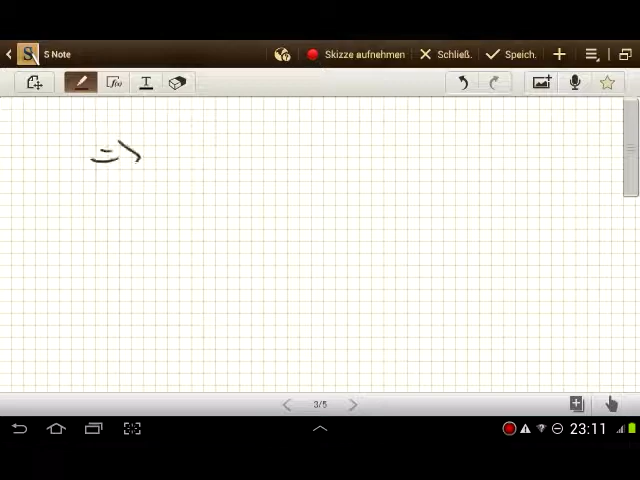 S Note
Skizze aufnehmen
Schließ.
Speich.
f(x)
T
=>
3/5
23:11